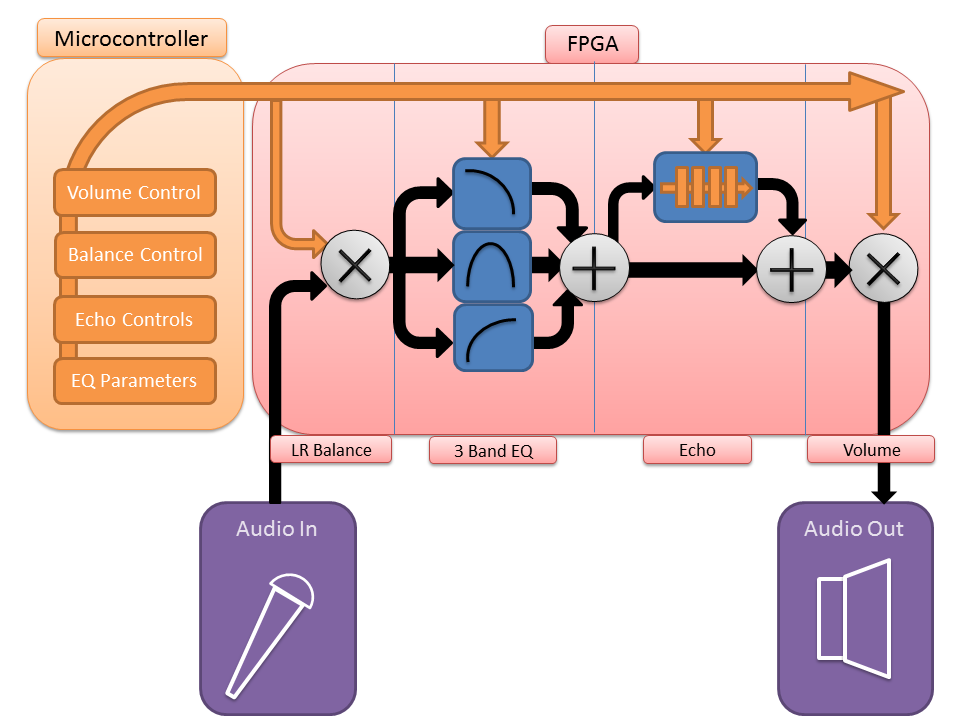 Microcontroller
FPGA
Volume Control
Balance Control
Echo Controls
EQ Parameters
LR Balance
3 Band EQ
Echo
Volume
Audio In
Audio Out